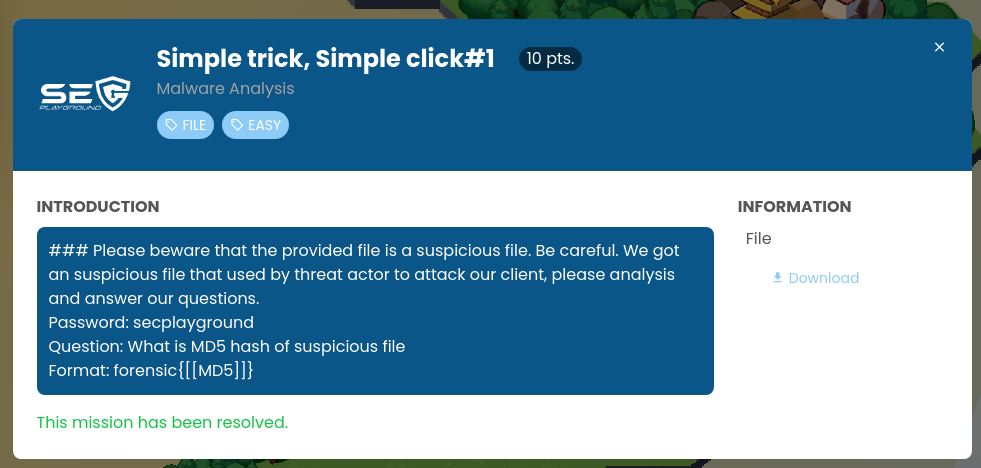 Simple trick, Simple click#1
10 pts.
Malware Analysis
FILE
EASY
SEC
PLAYGROUND
INTRODUCTION
### Please beware that the provided file is a suspicious file. Be careful. We got
an suspicious file that used by threat actor to attack our client, please analysis
and answer our questions.
Password: secplayground
Question: What is MD5 hash of suspicious file
Format: forensic{[[MD5]]}
This mission has been resolved.
INFORMATION
File
Download